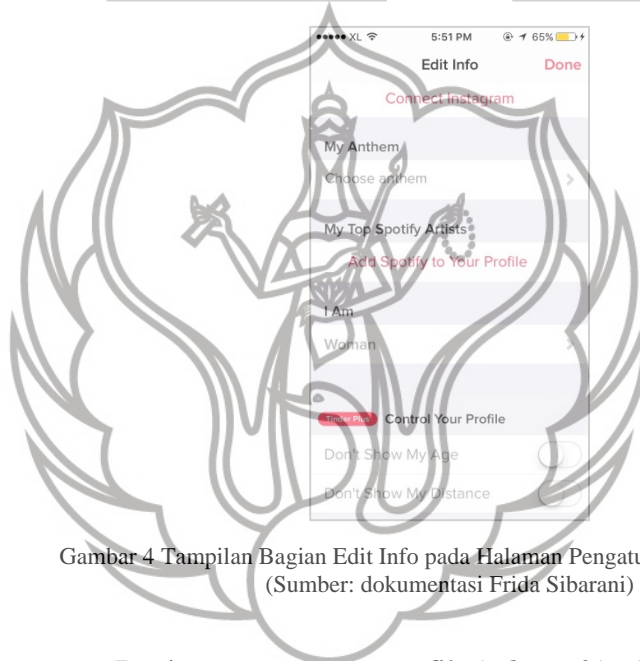 XL 5:51 PM 65%
Edit Info Done
Connect Instagram
My Anthem
Choose anthem
My Top Spotify Artists
Add Spotify to Your Profile
I Am
Woman
Tinder Plus Control Your Profile
Don't Show My Age
Don't Show My Distance
Gambar 4 Tampilan Bagian Edit Info pada Halaman
(Sumber: dokumentasi Frida Sibarani)